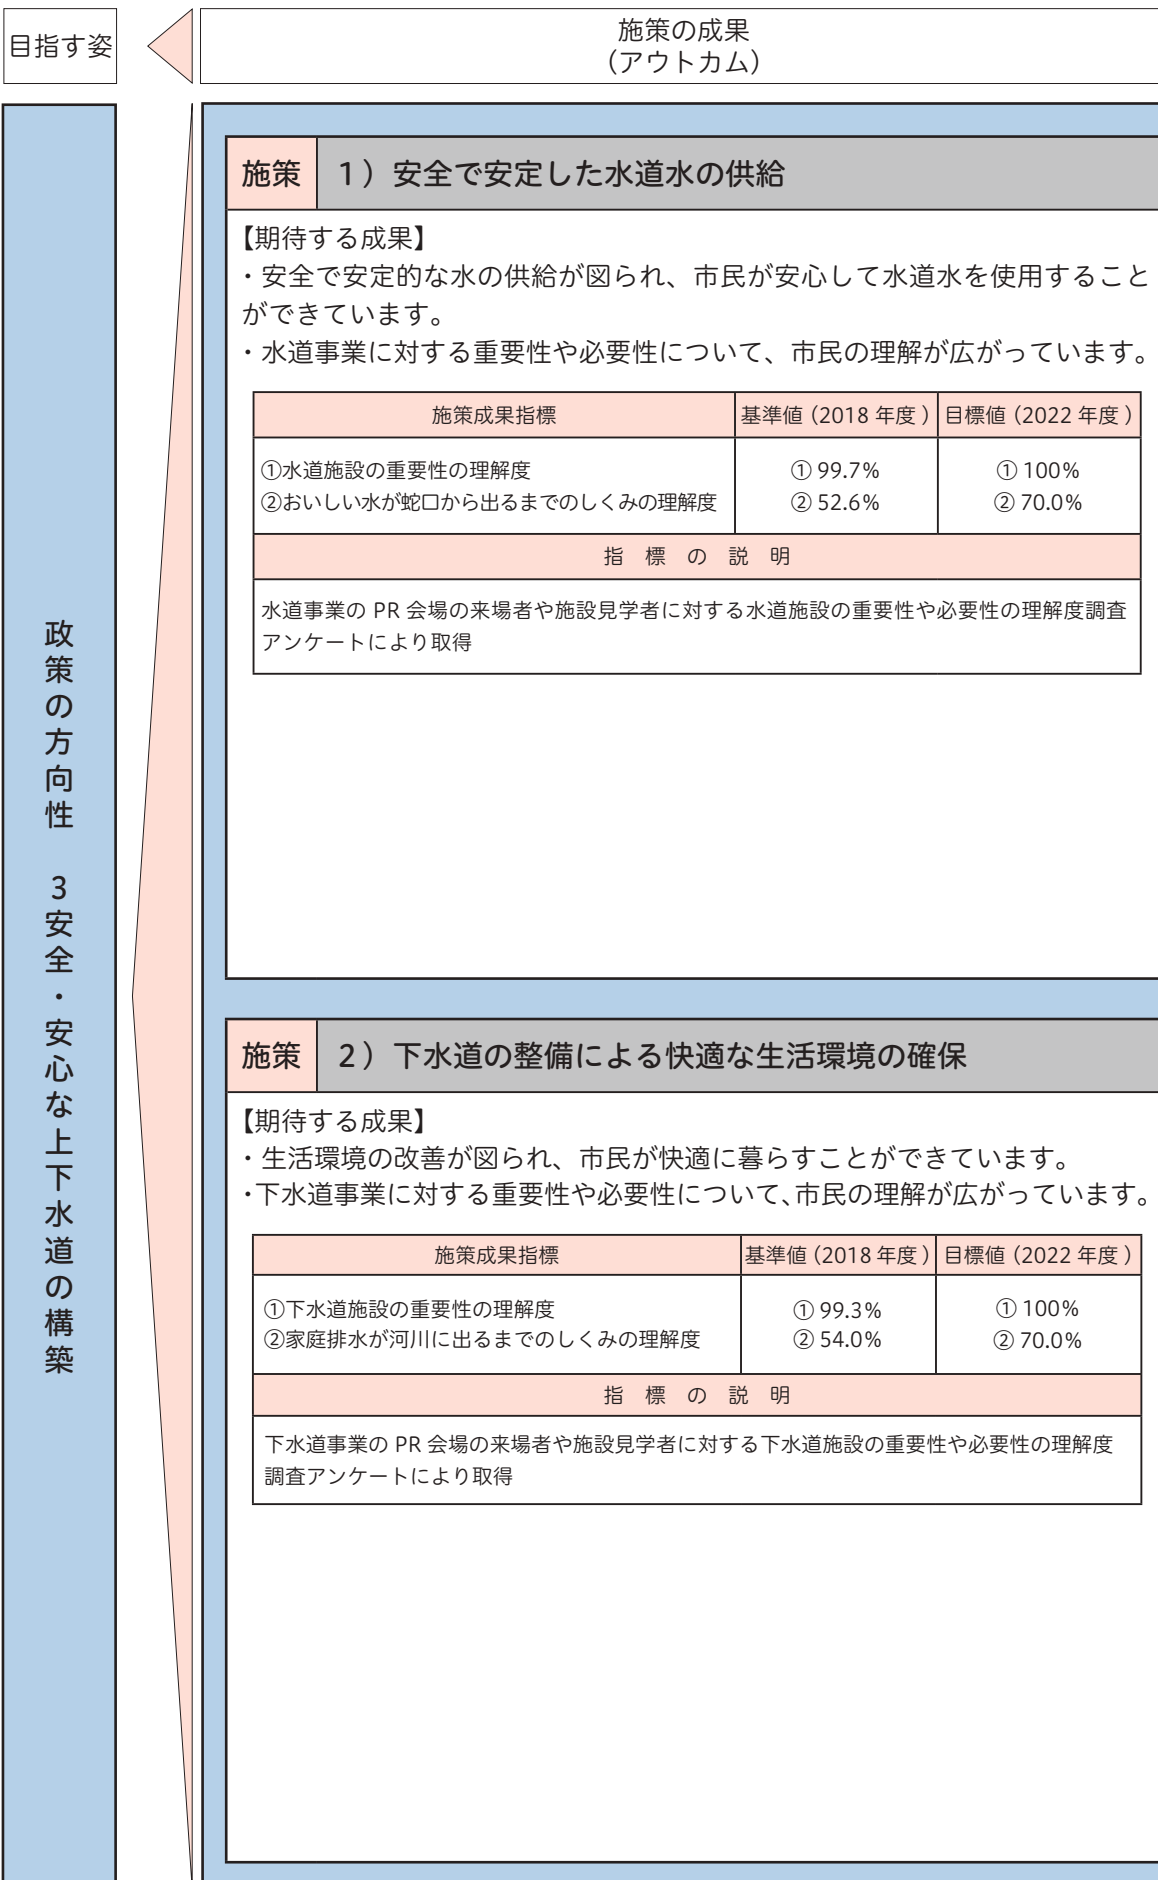 目指す姿
施策の成果
（アウトカム）
政策の方向性 3安全・安心な上下水道の構築
施策
1）安全で安定した水道水の供給
【期待する成果】
・安全で安定的な水の供給が図られ、市民が安心して水道水を使用すること
ができています。
・水道事業に対する重要性や必要性について、市民の理解が広がっています。
施策成果指標 基準値（2018 年度） 目標値（2022 年度）
①水道施設の重要性の理解度 ① 99.7% ① 100%
②おいしい水が蛇口から出るまでのしくみの理解度 ② 52.6% ② 70.0%
指 標 の 説 明
水道事業の PR 会場の来場者や施設見学者に対する水道施設の重要性や必要性の理解度調査
アンケートにより取得
施策
2）下水道の整備による快適な生活環境の確保
【期待する成果】
・生活環境の改善が図られ、市民が快適に暮らすことができています。
・下水道事業に対する重要性や必要性について、市民の理解が広がっています。
施策成果指標 基準値（2018 年度） 目標値（2022 年度）
①下水道施設の重要性の理解度 ① 99.3% ① 100%
②家庭排水が河川に出るまでのしくみの理解度 ② 54.0% ② 70.0%
指 標 の 説 明
下水道事業の PR 会場の来場者や施設見学者に対する下水道施設の重要性や必要性の理解度
調査アンケートにより取得